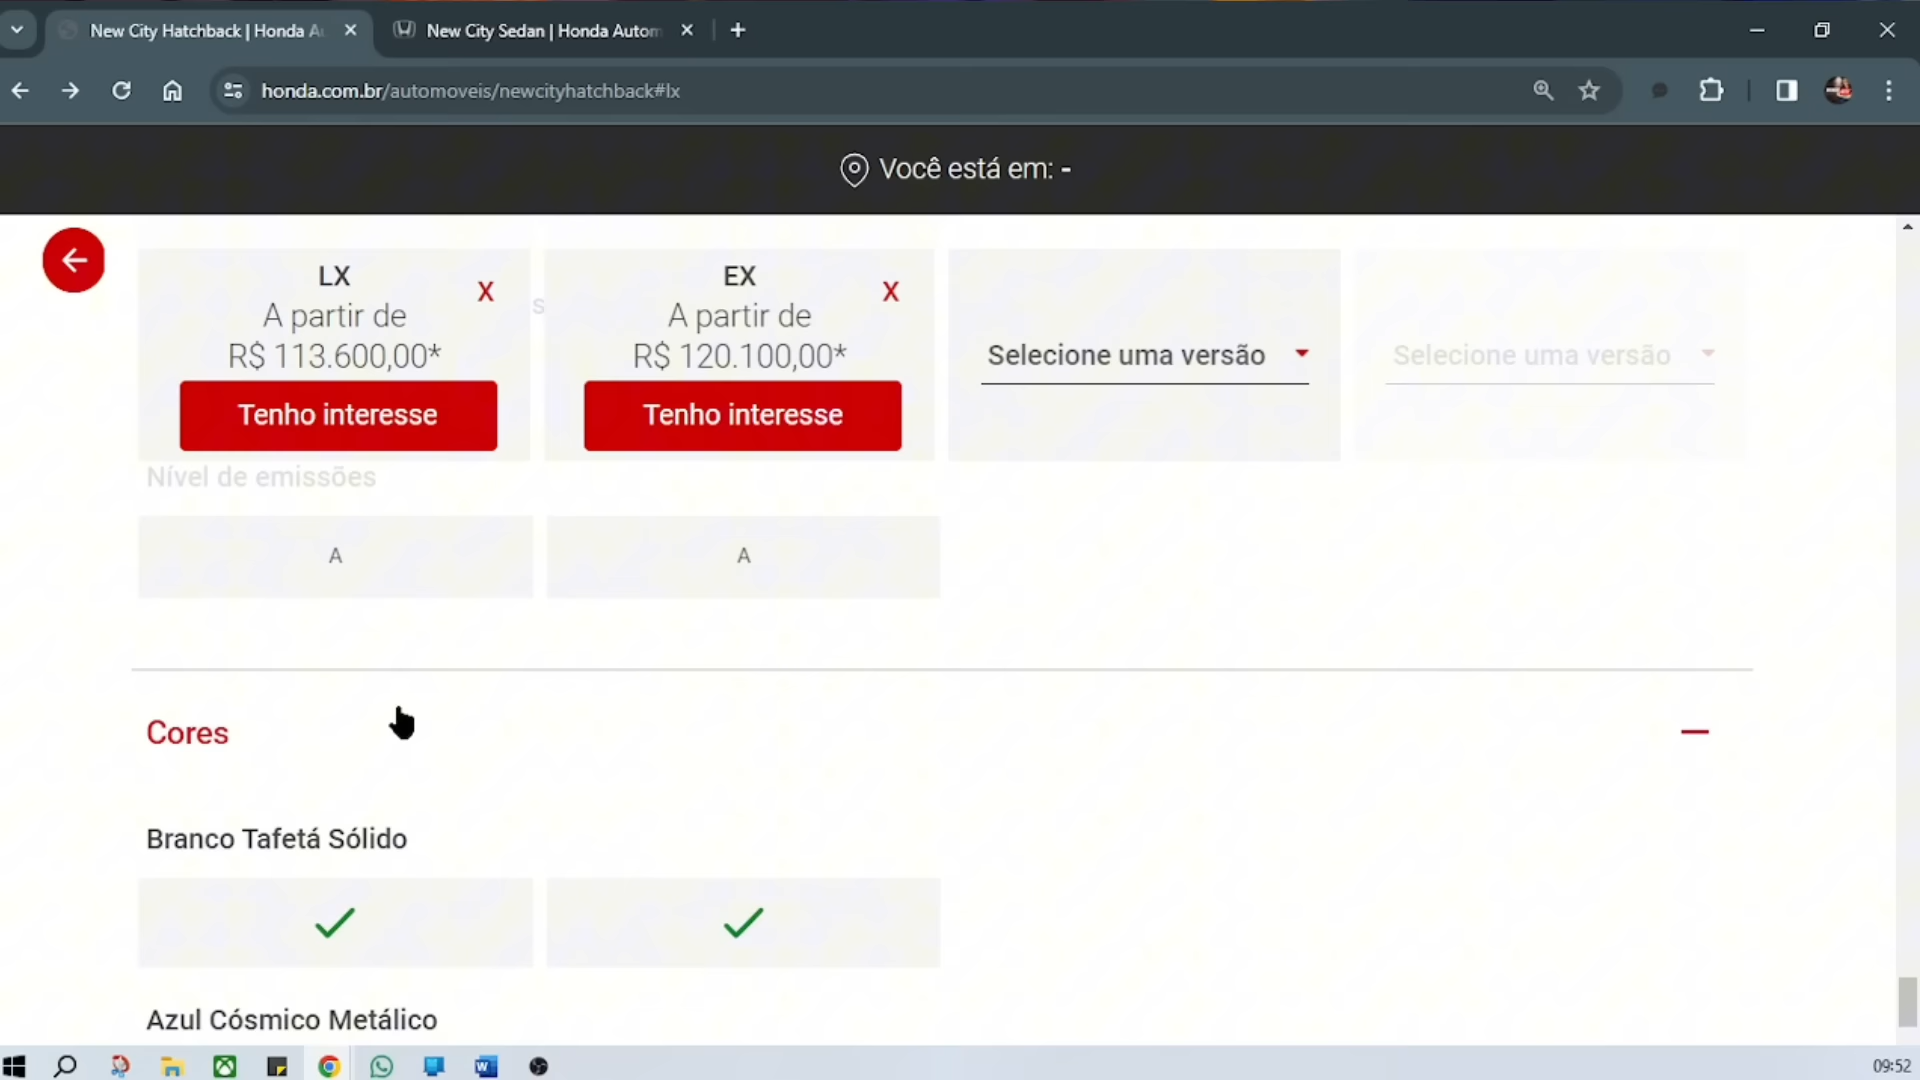 New City Hatchback | Honda Au
New City Sedan | Honda Autom
honda.com.br/automoveis/newcityhatchback#lx
Você está em: -
LX
X
A partir de
R$ 113.600,00*
Tenho interesse
s
EX
X
A partir de
R$ 120.100,00*
Tenho interesse
Selecione uma versão
Selecione uma versão
Nível de emissões
A
A
Cores
Branco Tafetá Sólido
Azul Cósmico Metálico
09:52